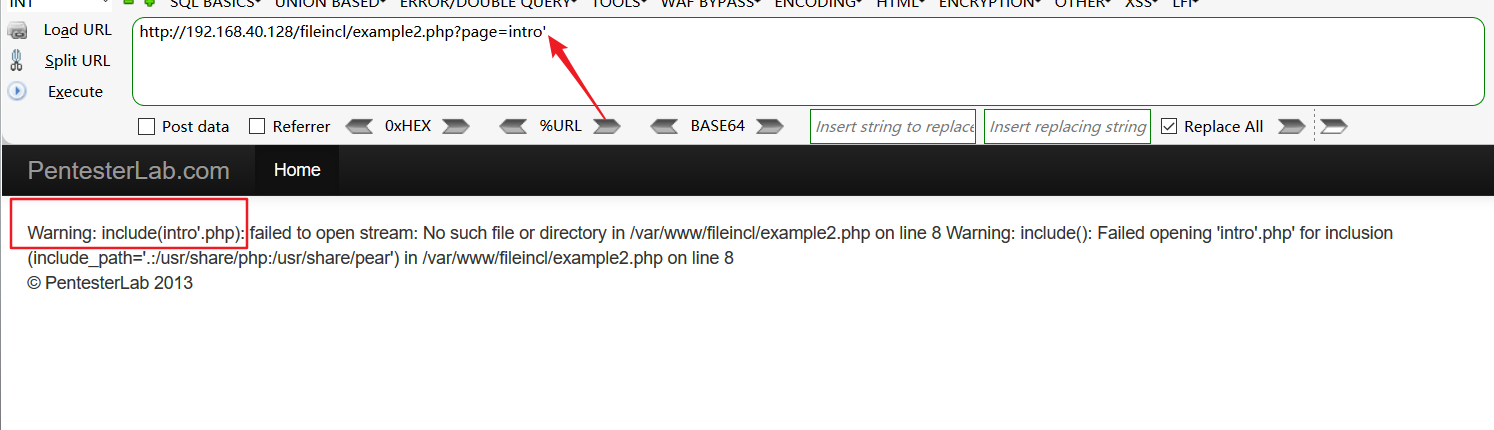 INT SQL BASICS UNION BASED ERROR/DOUBLE QUERY TOOLS WAF BYPASS ENCODING HTML ENCRYPTION OTHER XSS LFI
Load URL
http://192.168.40.128/fileincl/example2.php?page=intro'
Split URL
Execute
Post data Referrer 0xHEX %URL BASE64 Insert string to replace Insert replacing string Replace All
PentesterLab.com Home
Warning: include(intro'.php): failed to open stream: No such file or directory in /var/www/fileincl/example2.php on line 8 Warning: include(): Failed opening 'intro'.php' for inclusion
(include_path='.:/usr/share/php:/usr/share/pear') in /var/www/fileincl/example2.php on line 8
© PentesterLab 2013